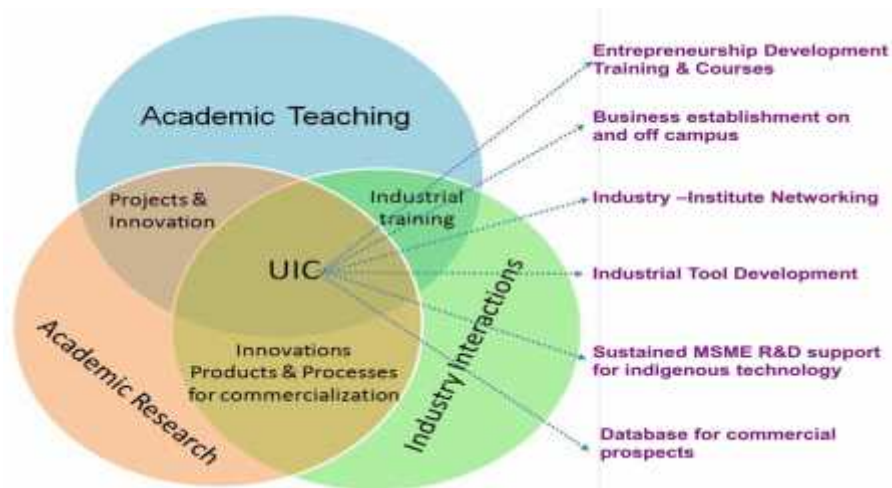 Academic Teaching
Projects &
Innovation
Industrial
training
UIC
Innovations
Products & Processes
for commercialization
Academic Research
Industry Interactions
Entrepreneurship Development
Training & Courses
Business establishment on
and off campus
Industry –Institute Networking
Industrial Tool Development
Sustained MSME R&D support
for indigenous technology
Database for commercial
prospects